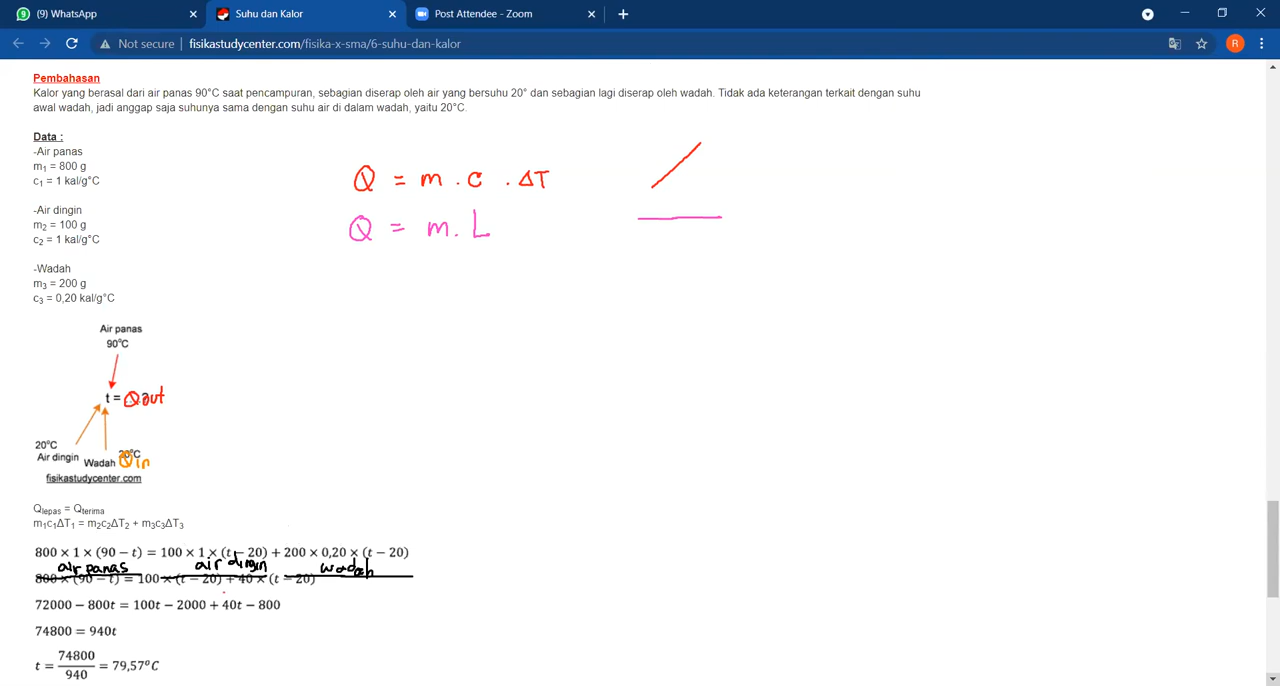 (9) WhatsApp
Suhu dan Kalor
Post Attendee - Zoom
Not secure
fisikastudycenter.com/fisika-x-sma/6-suhu-dan-kalor
R
Pembahasan
Kalor yang berasal dari air panas 90°C saat pencampuran, sebagian diserap oleh air yang bersuhu 20° dan sebagian lagi diserap oleh wadah. Tidak ada keterangan terkait dengan suhu
awal wadah, jadi anggap saja suhunya sama dengan suhu air di dalam wadah, yaitu 20°C.
Data :
-Air panas
m₁ = 800 g
c₁ = 1 kal/g°C
-Air dingin
m₂ = 100 g
c₂ = 1 kal/g°C
-Wadah
m₃ = 200 g
c₃ = 0,20 kal/g°C
Q = m . c . ΔT
Q = m. L
Air panas
90°C
t = Qout
20°C
Air dingin
Wadah Qin
fisikastudycenter.com
Qlepas = Qterima
m₁c₁ΔT₁ = m₂c₂ΔT₂ + m₃c₃ΔT₃
800 × 1 × (90 − t) = 100 × 1 × (t − 20) + 200 × 0,20 × (t − 20)
air panas air dingin wadah
800 × (90 − t) = 100 × (t − 20) + 40 × (t − 20)
72000 − 800t = 100t − 2000 + 40t − 800
74800 = 940t
t = 74800/940 = 79,57°C